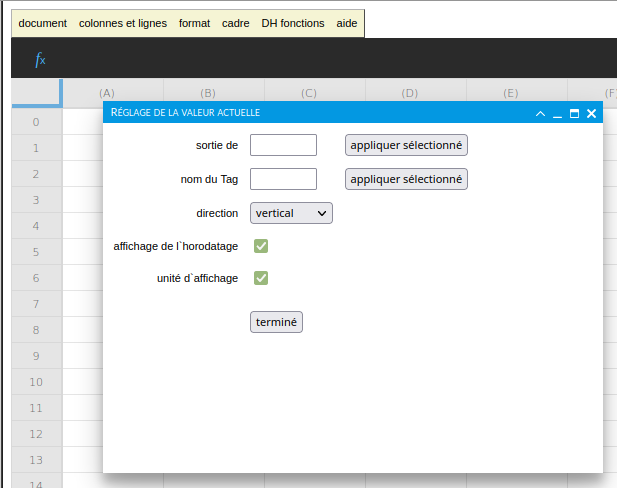 document colonnes et lignes format cadre DH fonctions aide
fx
(A) (B) (C) (D) (E) (F
RÉGLAGE DE LA VALEUR ACTUELLE
0
sortie de appliquer sélectionné
1
nom du Tag appliquer sélectionné
2
3
direction vertical
4
affichage de l`horodatage
5
unité d`affichage
6
7
terminé
8
9
10
11
12
13
14